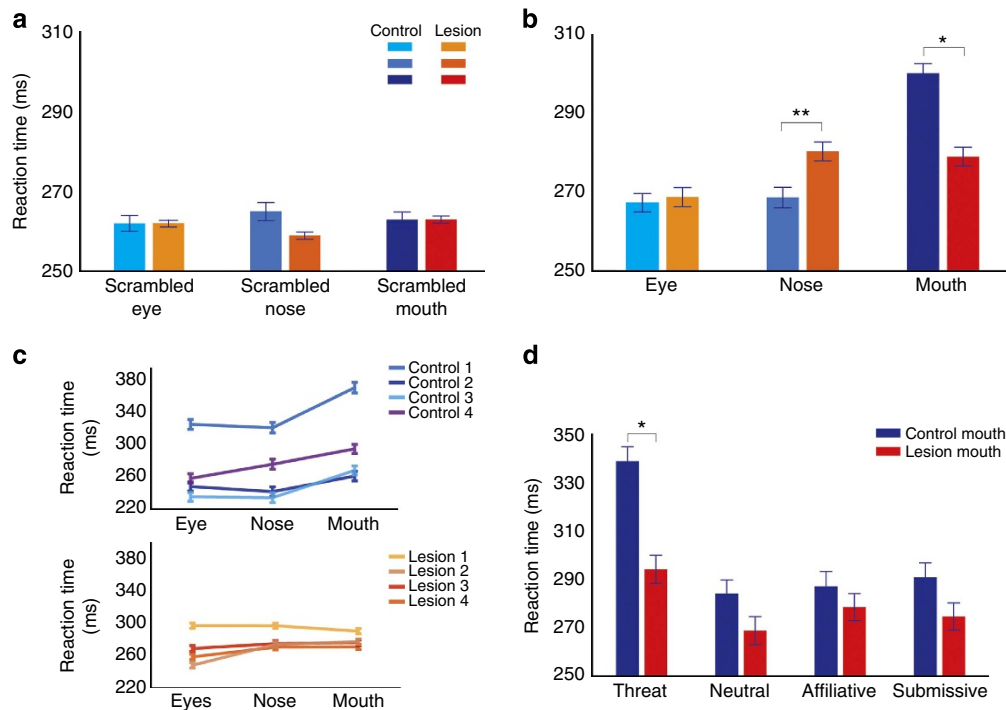 a
310
290
270
250
Reaction time (ms)
Control Lesion
Scrambled eye
Scrambled nose
Scrambled mouth
b
310
290
270
250
**
*
Eye
Nose
Mouth
c
Reaction time
(ms)
380
340
300
260
220
Control 1
Control 2
Control 3
Control 4
Eye
Nose
Mouth
Reaction time
(ms)
380
340
300
260
220
Lesion 1
Lesion 2
Lesion 3
Lesion 4
Eyes
Nose
Mouth
d
Reaction time (ms)
350
330
310
290
270
250
*
Control mouth
Lesion mouth
Threat
Neutral
Affiliative
Submissive